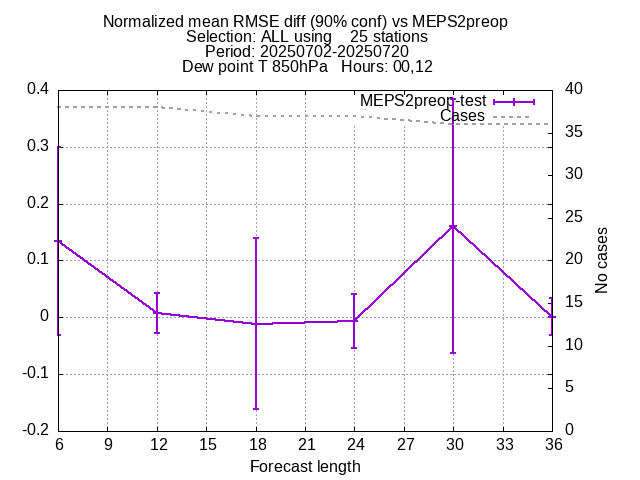 Normalized mean RMSE diff (90% conf) vs MEPS2preop
Selection: ALL using    25 stations
Period: 20250702-20250720
Dew point T 850hPa   Hours: 00,12
MEPS2preop-test
Cases
0.4
0.3
0.2
0.1
0
-0.1
-0.2
40
35
30
25
20
15
10
5
0
No cases
6 9 12 15 18 21 24 27 30 33 36
Forecast length